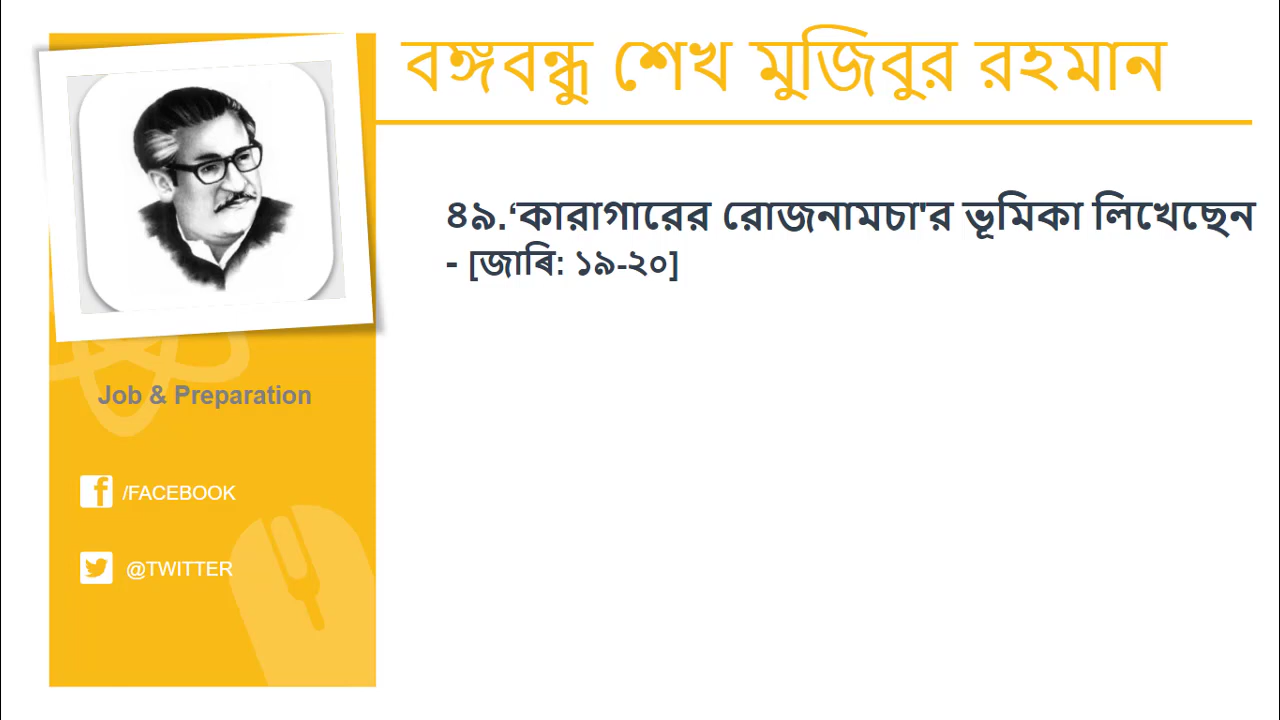 বঙ্গবন্ধু শেখ মুজিবুর রহমান
৪৯.‘কারাগারের রোজনামচা'র ভূমিকা লিখেছেন
- [জাৰি: ১৯-২০]
Job & Preparation
/FACEBOOK
@TWITTER